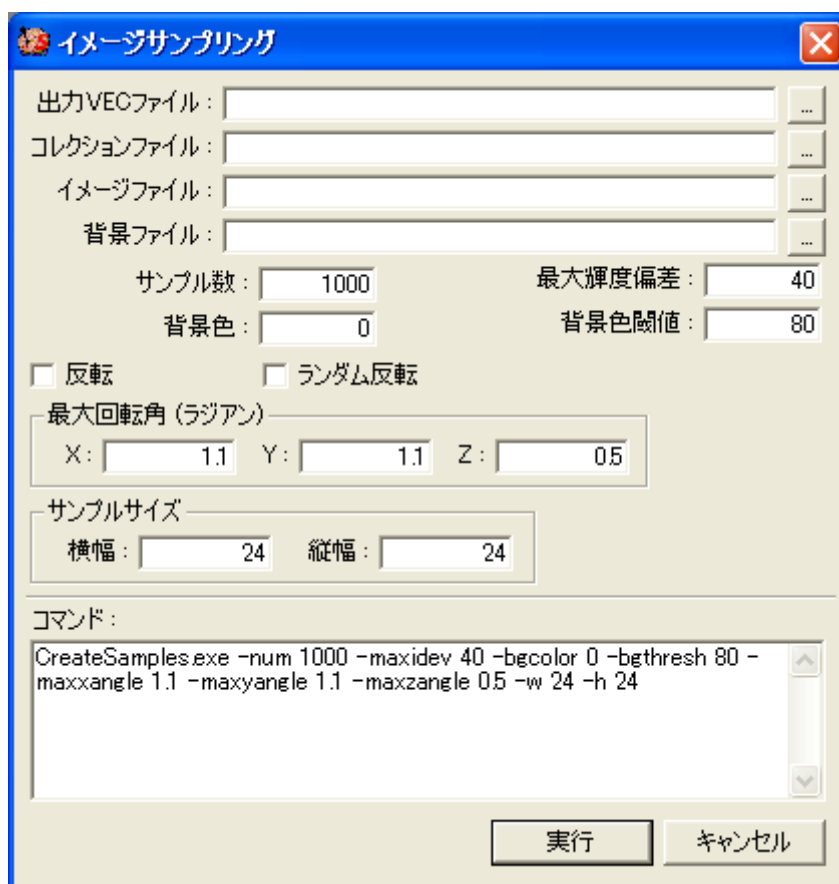 イメージサンプリング
出力VECファイル： ...
コレクションファイル： ...
イメージファイル： ...
背景ファイル： ...
サンプル数： 1000 最大輝度偏差： 40
背景色： 0 背景色閾値： 80
反転 ランダム反転
最大回転角（ラジアン）
X： 1.1 Y： 1.1 Z： 0.5
サンプルサイズ
横幅： 24 縦幅： 24
コマンド：
CreateSamples.exe -num 1000 -maxidev 40 -bgcolor 0 -bgthresh 80 -
maxxangle 1.1 -maxyangle 1.1 -maxzangle 0.5 -w 24 -h 24
実行 キャンセル